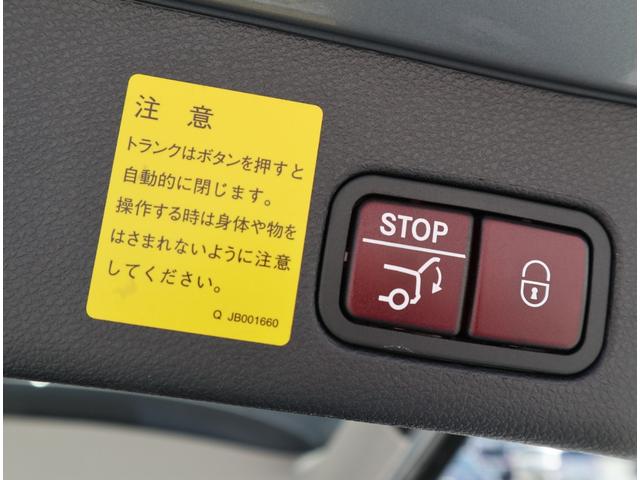 注 意
トランクはボタンを押すと
自動的に閉じます。
操作する時は身体や物を
はさまれないように注意
してください。
Q JB001660
STOP